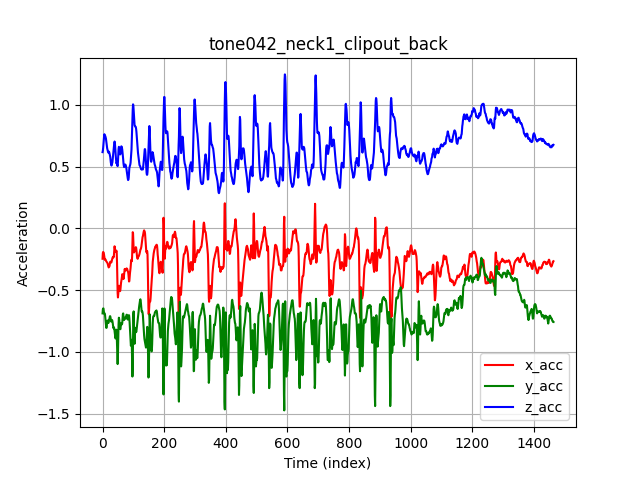 tone042_neck1_clipout_back
1.0
0.5
0.0
−0.5
−1.0
−1.5
Acceleration
0 200 400 600 800 1000 1200 1400
Time (index)
x_acc
y_acc
z_acc